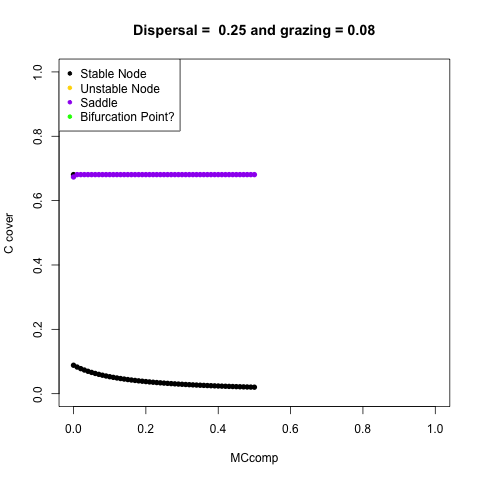 Dispersal =  0.25 and grazing = 0.08
Stable Node
Unstable Node
Saddle
Bifurcation Point?
1.0
0.8
0.6
0.4
0.2
0.0
C cover
0.0 0.2 0.4 0.6 0.8 1.0
MCcomp